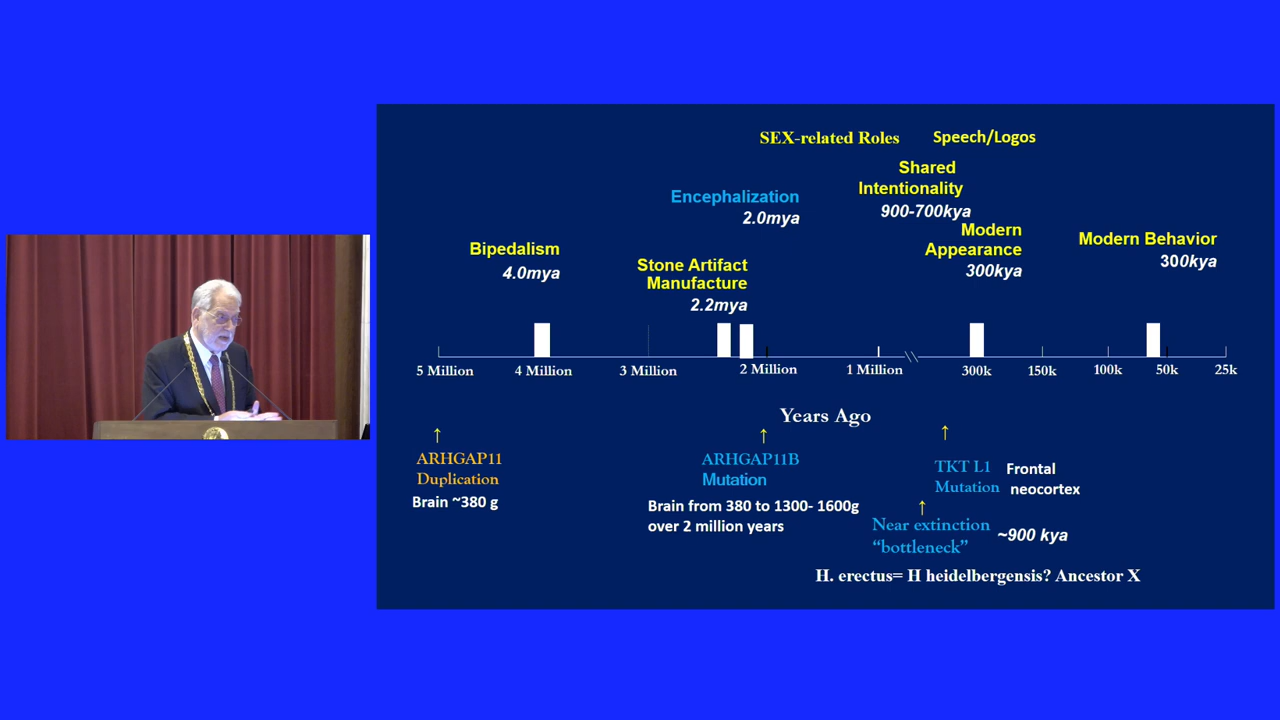 SEX-related Roles
Speech/Logos
Shared
Intentionality
900-700kya
Encephalization
2.0mya
Modern
Appearance
300kya
Modern Behavior
300kya
Bipedalism
4.0mya
Stone Artifact
Manufacture
2.2mya
5 Million 4 Million 3 Million 2 Million 1 Million 300k 150k 100k 50k 25k
Years Ago
ARHGAP11
Duplication
Brain ~380 g
ARHGAP11B
Mutation
Brain from 380 to 1300- 1600g
over 2 million years
TKT L1
Mutation
Frontal
neocortex
Near extinction
“bottleneck”
~900 kya
H. erectus= H heidelbergensis? Ancestor X